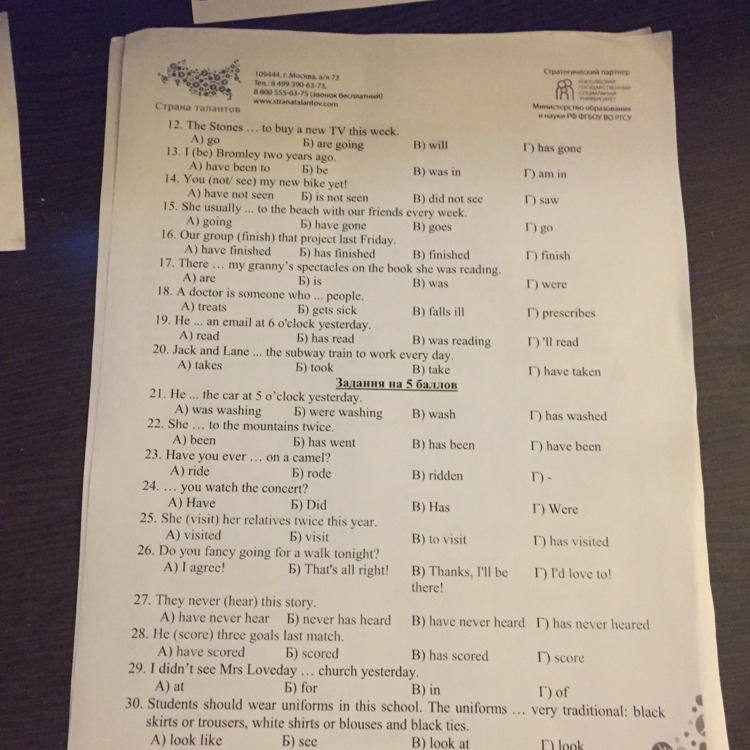 109444, г. Москва, а/я 73
Тел.: 8 499 390-63-73,
8 800 555-63-75 (звонок бесплатный)
www.stranatalantov.com
Страна талантов
Стратегический партнер
РОССИЙСКИЙ
ГОСУДАРСТВЕННЫЙ
СОЦИАЛЬНЫЙ
УНИВЕРСИТЕТ
Министерство образования
и науки РФ ФГБОУ ВО РГСУ
12. The Stones … to buy a new TV this week.
А) go Б) are going В) will Г) has gone
13. I (be) Bromley two years ago.
А) have been to Б) be В) was in Г) am in
14. You (not/ see) my new bike yet!
А) have not seen Б) is not seen В) did not see Г) saw
15. She usually ... to the beach with our friends every week.
А) going Б) have gone В) goes Г) go
16. Our group (finish) that project last Friday.
А) have finished Б) has finished В) finished Г) finish
17. There … my granny's spectacles on the book she was reading.
А) are Б) is В) was Г) were
18. A doctor is someone who ... people.
А) treats Б) gets sick В) falls ill Г) prescribes
19. He ... an email at 6 o'clock yesterday.
А) read Б) has read В) was reading Г) 'll read
20. Jack and Lane ... the subway train to work every day.
А) takes Б) took В) take Г) have taken
Задания на 5 баллов
21. He ... the car at 5 o'clock yesterday.
А) was washing Б) were washing В) wash Г) has washed
22. She … to the mountains twice.
А) been Б) has went В) has been Г) have been
23. Have you ever … on a camel?
А) ride Б) rode В) ridden Г) -
24. … you watch the concert?
А) Have Б) Did В) Has Г) Were
25. She (visit) her relatives twice this year.
А) visited Б) visit В) to visit Г) has visited
26. Do you fancy going for a walk tonight?
А) I agree! Б) That's all right! В) Thanks, I'll be Г) I'd love to!
there!
27. They never (hear) this story.
А) have never hear Б) never has heard В) have never heard Г) has never heared
28. He (score) three goals last match.
А) have scored Б) scored В) has scored Г) score
29. I didn't see Mrs Loveday … church yesterday.
А) at Б) for В) in Г) of
30. Students should wear uniforms in this school. The uniforms … very traditional: black
skirts or trousers, white shirts or blouses and black ties.
А) look like Б) see В) look at Г) look